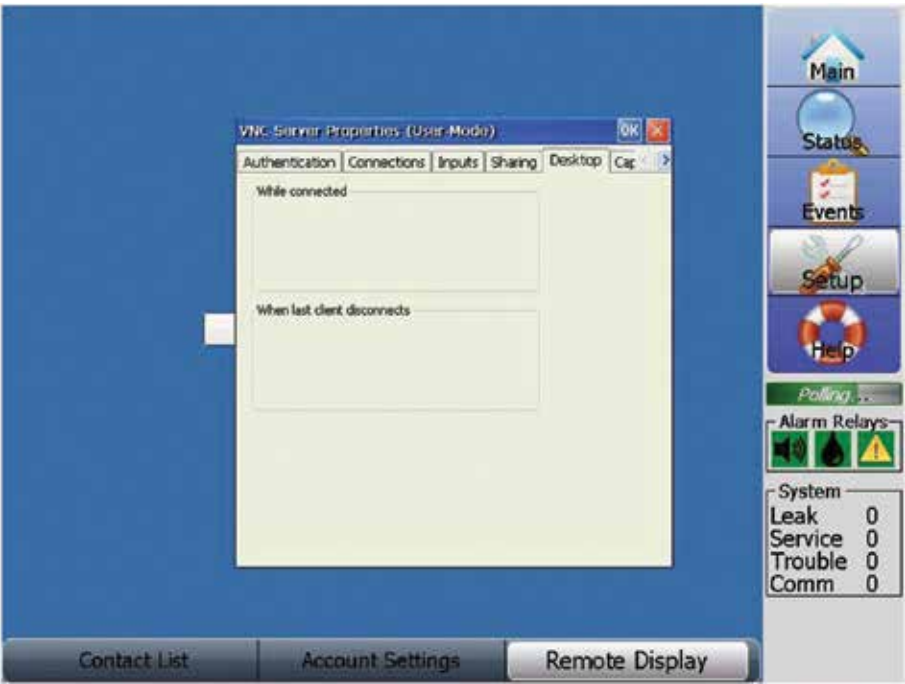 VNC Server Properties (User-Mode)
OK
Authentication
Connections
Inputs
Sharing
Desktop
Cap
While connected
When last client disconnects
Main
Status
Events
Setup
Help
Polling...
Alarm Relays
System
Leak 0
Service 0
Trouble 0
Comm 0
Contact List
Account Settings
Remote Display